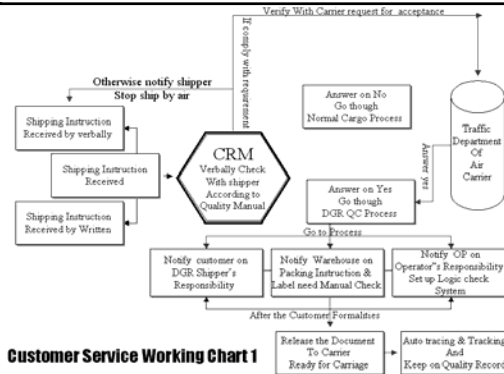 Verify With Carrier request for acceptance
If comply with requirement
Otherwise notify shipper
Stop ship by air
Shipping Instruction
Received by verbally
Shipping Instruction
Received
Shipping Instruction
Received by Written
CRM
Verbally Check
With shipper
According to
Quality Manual
Answer on No
Go though
Normal Cargo Process
Traffic
Department
Of
Air
Carrier
Answer yes
Answer on Yes
Go though
DGR QC Process
Go to Process
Notify customer on
DGR Shipper's
Responsibility
Notify Warehouse on
Packing Instruction &
Label need Manual Check
Notify OP on
Operator"s Responsibility
Set up Logic check
System
After the Customer Formalities
Release the Document
To Carrier
Ready for Carriage
Auto tracing & Tracking
And
Keep on Quality Record
Customer Service Working Chart 1